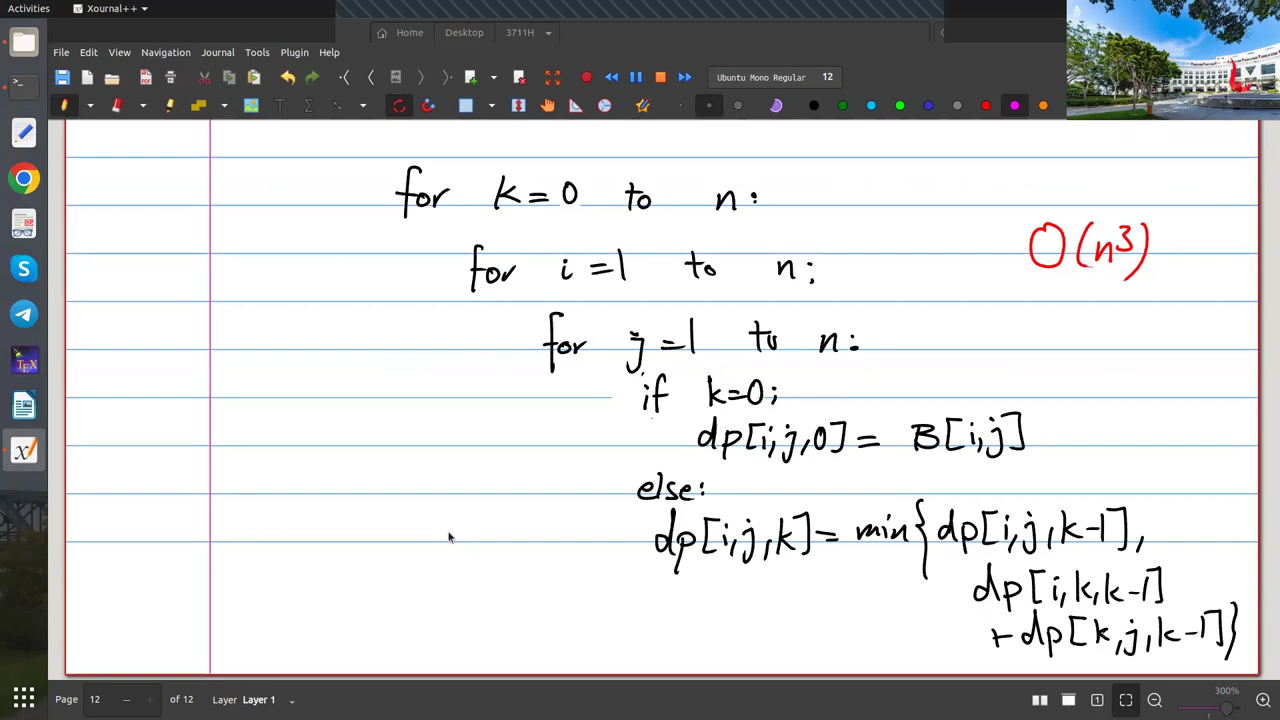 Activities
Xournal++
Home
Desktop
3711H
File Edit View Navigation Journal Tools Plugin Help
Ubuntu Mono Regular 12
for k=0 to n:
for i=1 to n:
O(n³)
for j=1 to n:
if k=0:
dp[i,j,0] = B[i,j]
else:
dp[i,j,k] = min{dp[i,j,k-1],
dp[i,k,k-1]
+dp[k,j,k-1]}
Page 12 of 12 Layer Layer 1
300%